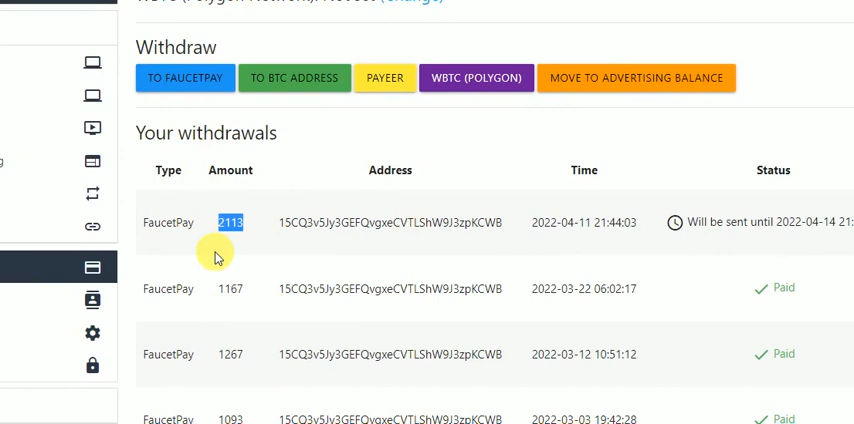 Withdraw
TO FAUCETPAY TO BTC ADDRESS PAYEER WBTC (POLYGON) MOVE TO ADVERTISING BALANCE
Your withdrawals
Type Amount Address Time Status
FaucetPay 2113 15CQ3v5Jy3GEFQvgxeCVTLShW9J3zpKCWB 2022-04-11 21:44:03 Will be sent until 2022-04-14 21:
FaucetPay 1167 15CQ3v5Jy3GEFQvgxeCVTLShW9J3zpKCWB 2022-03-22 06:02:17 Paid
FaucetPay 1267 15CQ3v5Jy3GEFQvgxeCVTLShW9J3zpKCWB 2022-03-12 10:51:12 Paid
FaucetPay 1093 15CQ3v5Jy3GEFQvgxeCVTLShW9J3zpKCWB 2022-03-03 19:42:28 Paid